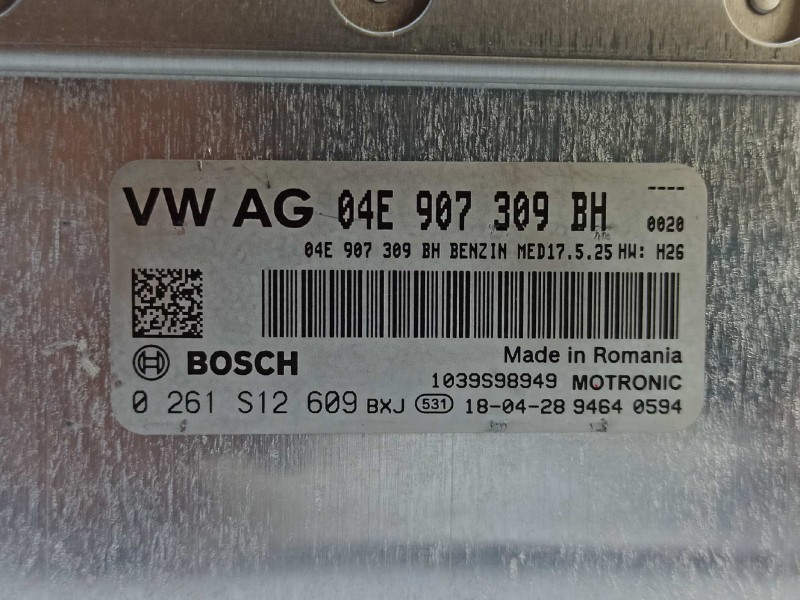 VW AG 04E 907 309 BH
----
0020
04E 907 309 BH BENZIN MED17.5.25 HW: H26
BOSCH
Made in Romania
1039S98949 MOTRONIC
0 261 S12 609 BXJ 531 18-04-28 9464 0594